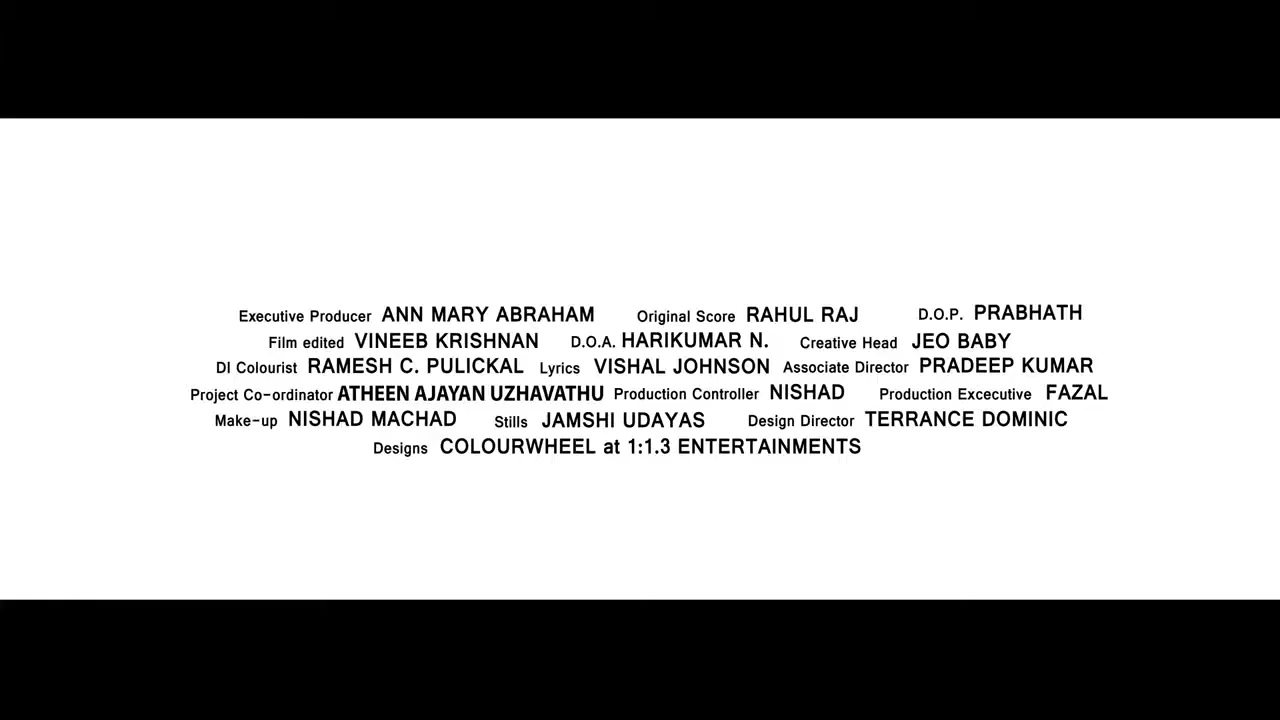 Executive Producer ANN MARY ABRAHAM Original Score RAHUL RAJ D.O.P. PRABHATH
Film edited VINEEB KRISHNAN D.O.A. HARIKUMAR N. Creative Head JEO BABY
DI Colourist RAMESH C. PULICKAL Lyrics VISHAL JOHNSON Associate Director PRADEEP KUMAR
Project Co-ordinator ATHEEN AJAYAN UZHAVATHU Production Controller NISHAD Production Excecutive FAZAL
Make-up NISHAD MACHAD Stills JAMSHI UDAYAS Design Director TERRANCE DOMINIC
Designs COLOURWHEEL at 1:1.3 ENTERTAINMENTS